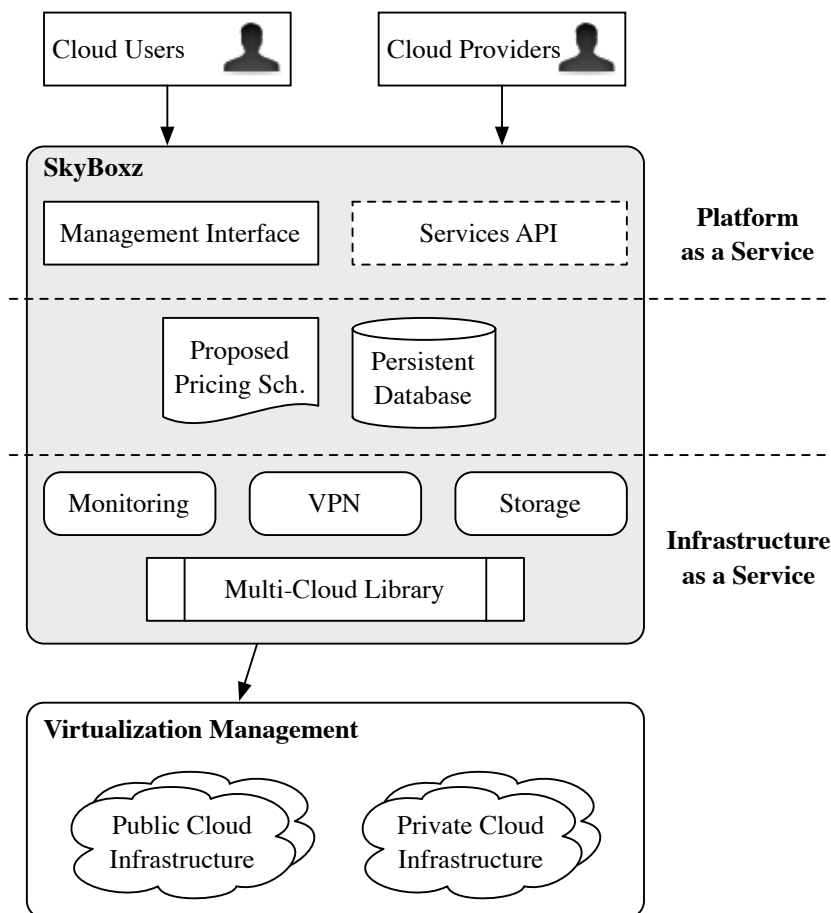 Cloud Users
Cloud Providers
SkyBoxz
Management Interface
Services API
Platform
as a Service
Proposed
Pricing Sch.
Persistent
Database
Monitoring
VPN
Storage
Infrastructure
as a Service
Multi-Cloud Library
Virtualization Management
Public Cloud
Infrastructure
Private Cloud
Infrastructure